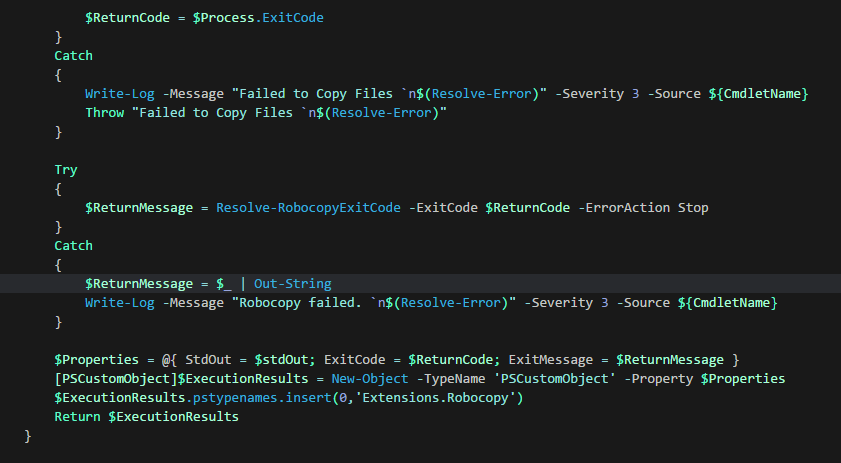 $ReturnCode = $Process.ExitCode
}
Catch
{
Write-Log -Message "Failed to Copy Files `n$(Resolve-Error)" -Severity 3 -Source ${CmdletName}
Throw "Failed to Copy Files `n$(Resolve-Error)"
}
Try
{
$ReturnMessage = Resolve-RobocopyExitCode -ExitCode $ReturnCode -ErrorAction Stop
}
Catch
{
$ReturnMessage = $_ | Out-String
Write-Log -Message "Robocopy failed. `n$(Resolve-Error)" -Severity 3 -Source ${CmdletName}
}
$Properties = @{ StdOut = $stdOut; ExitCode = $ReturnCode; ExitMessage = $ReturnMessage }
[PSCustomObject]$ExecutionResults = New-Object -TypeName 'PSCustomObject' -Property $Properties
$ExecutionResults.pstypenames.insert(0,'Extensions.Robocopy')
Return $ExecutionResults
}